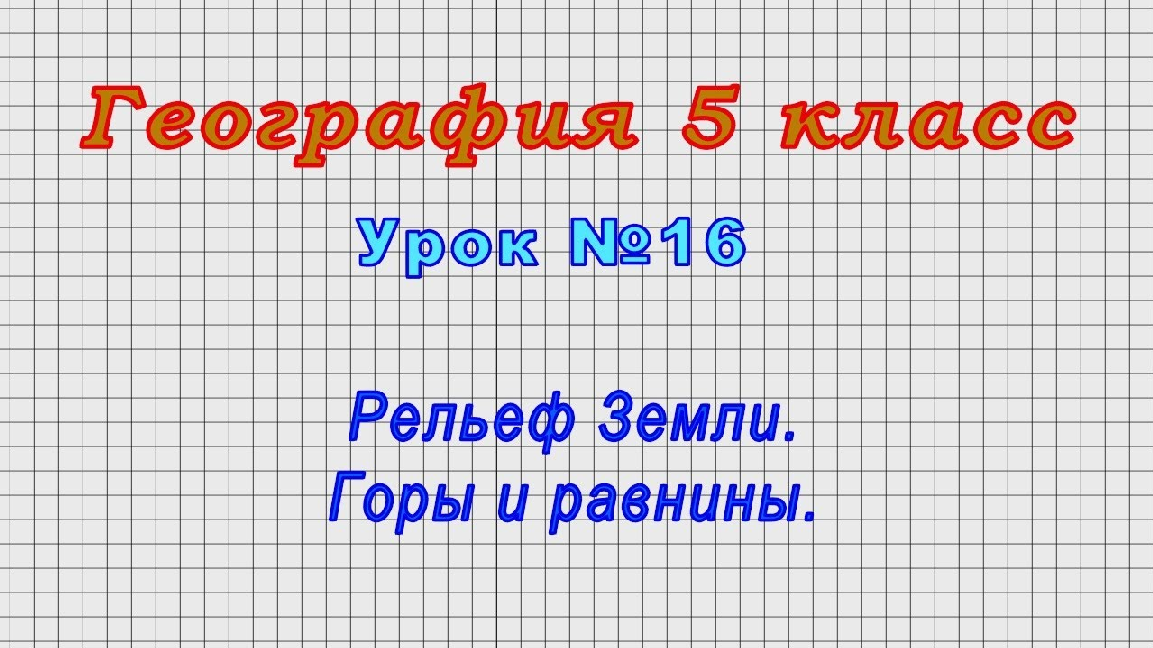 География 5 класс
Урок №16
Рельеф Земли.
Горы и равнины.